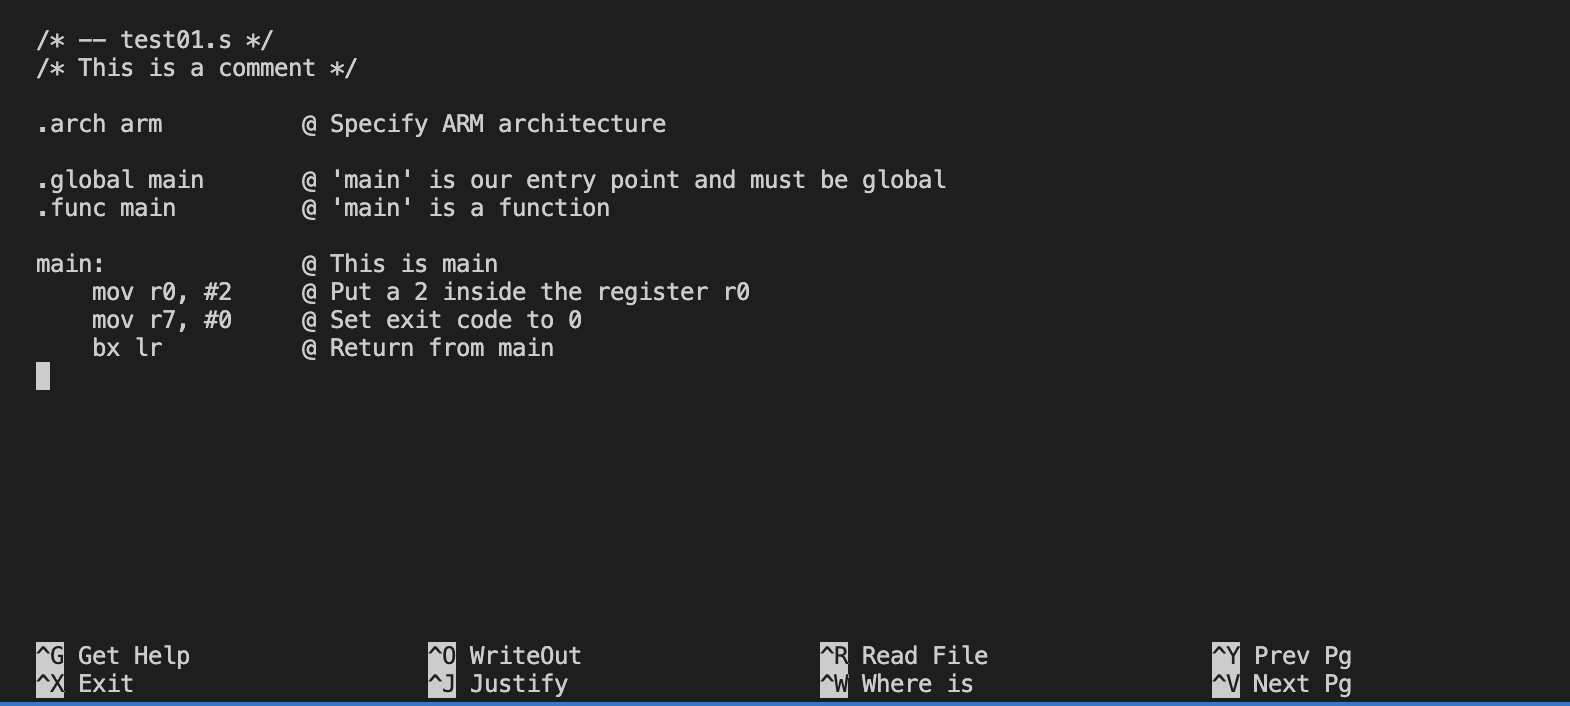 /* -- test01.s */
/* This is a comment */
.arch arm @ Specify ARM architecture
.global main @ 'main' is our entry point and must be global
.func main @ 'main' is a function
main: @ This is main
mov r0, #2 @ Put a 2 inside the register r0
mov r7, #0 @ Set exit code to 0
bx lr @ Return from main
^G Get Help ^O WriteOut ^R Read File ^Y Prev Pg
^X Exit ^J Justify ^W Where is ^V Next Pg